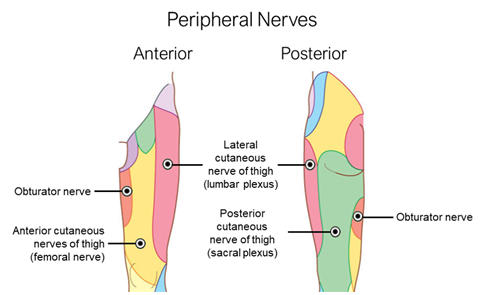 Peripheral Nerves
Anterior
Posterior
Lateral
cutaneous
nerve of thigh
(lumbar plexus)
Obturator nerve
Anterior cutaneous
nerves of thigh
(femoral nerve)
Posterior
cutaneous
nerve of thigh
(sacral plexus)
Obturator nerve